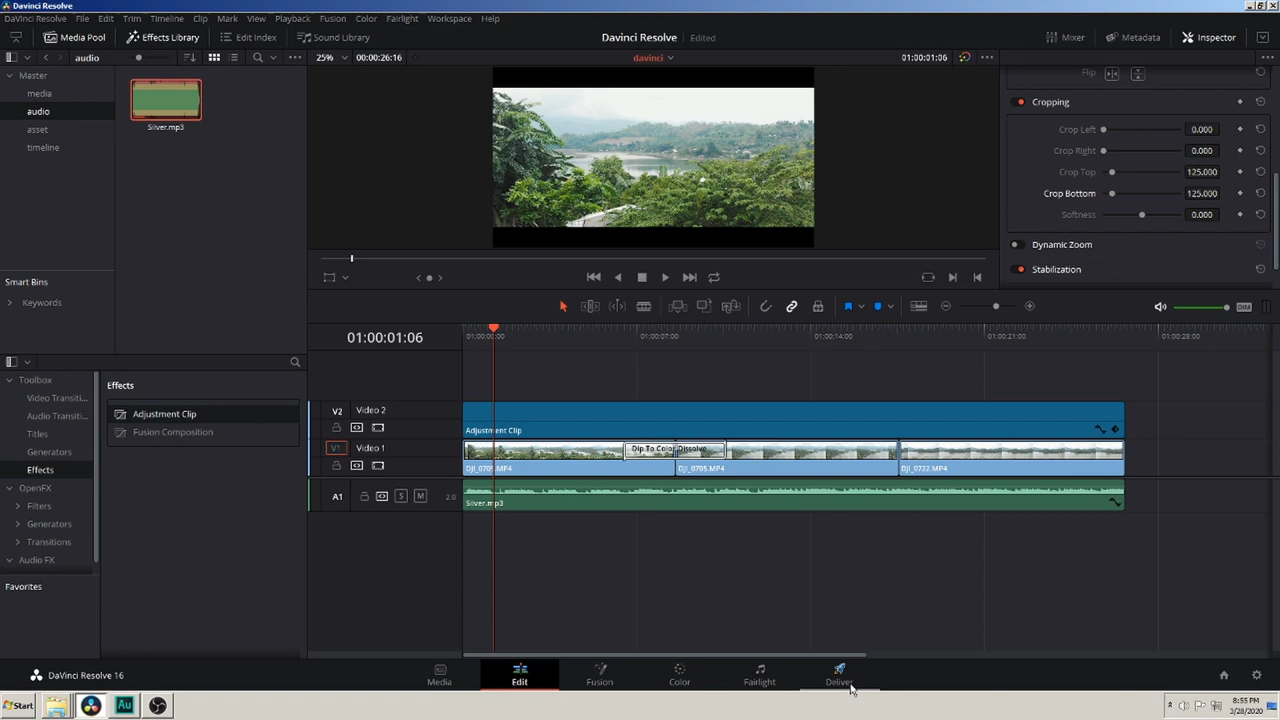 Davinci Resolve
DaVinci Resolve File Edit Trim Timeline Clip Mark View Playback Fusion Color Fairlight Workspace Help
Media Pool Effects Library Edit Index Sound Library Davinci Resolve Edited Mixer Metadata Inspector
audio 25% 00:00:26:16 davinci 01:00:01:06
Master
media
audio
asset
timeline
Silver.mp3
Smart Bins
Keywords
Flip
Cropping
Crop Left 0.000
Crop Right 0.000
Crop Top 125.000
Crop Bottom 125.000
Softness 0.000
Dynamic Zoom
Stabilization
DIM
Toolbox
Video Transiti...
Audio Transiti...
Titles
Generators
Effects
OpenFX
Filters
Generators
Transitions
Audio FX
Favorites
Effects
Adjustment Clip
Fusion Composition
01:00:01:06
01:00:00:00 01:00:07:00 01:00:14:00 01:00:21:00 01:00:28:00
V2 Video 2
Adjustment Clip
V1 Video 1
Dip To Color Dissolve
DJI_0705.MP4 DJI_0722.MP4
A1 S M 2.0
Silver.mp3
DaVinci Resolve 16
Media Edit Fusion Color Fairlight Deliver
Start
Au
8:55 PM
3/28/2020